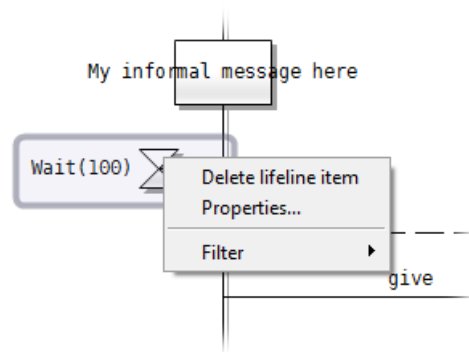 My informal message here
Wait(100)
Delete lifeline item
Properties...
Filter
give